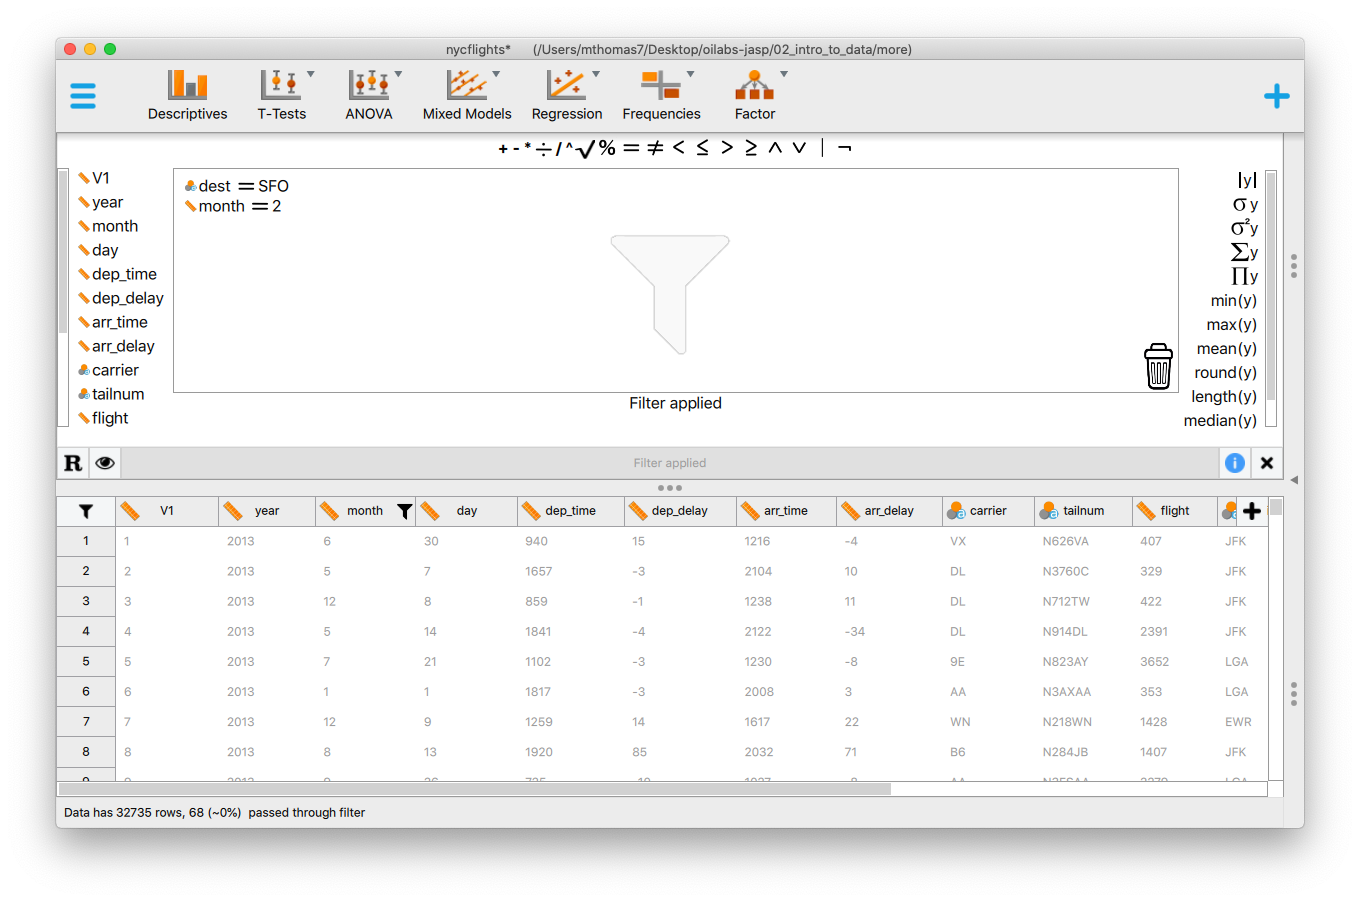 nycflights* (/Users/mthomas7/Desktop/oilabs-jasp/02_intro_to_data/more)
Descriptives T-Tests ANOVA Mixed Models Regression Frequencies Factor
+ - * ÷ / ^ √ % = ≠ < ≤ > ≥ ∧ ∨ | ¬
V1
year
month
day
dep_time
dep_delay
arr_time
arr_delay
carrier
tailnum
flight
dest = SFO
month = 2
Filter applied
|y|
σ y
σ²y
∑y
∏y
min(y)
max(y)
mean(y)
round(y)
length(y)
median(y)
R Filter applied i
V1 year month day dep_time dep_delay arr_time arr_delay carrier tailnum flight
1 1 2013 6 30 940 15 1216 -4 VX N626VA 407 JFK
2 2 2013 5 7 1657 -3 2104 10 DL N3760C 329 JFK
3 3 2013 12 8 859 -1 1238 11 DL N712TW 422 JFK
4 4 2013 5 14 1841 -4 2122 -34 DL N914DL 2391 JFK
5 5 2013 7 21 1102 -3 1230 -8 9E N823AY 3652 LGA
6 6 2013 1 1 1817 -3 2008 3 AA N3AXAA 353 LGA
7 7 2013 12 9 1259 14 1617 22 WN N218WN 1428 EWR
8 8 2013 8 13 1920 85 2032 71 B6 N284JB 1407 JFK
Data has 32735 rows, 68 (~0%) passed through filter